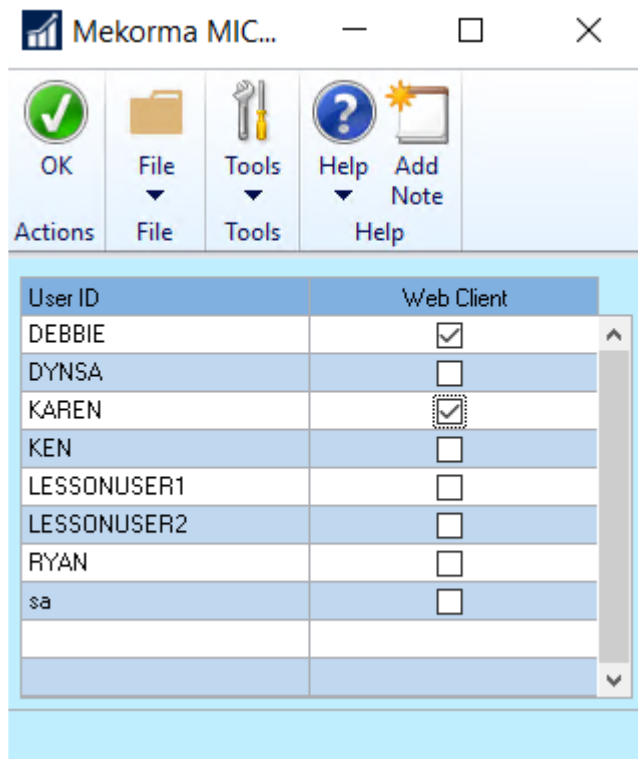 Mekorma MIC...
OK File Tools Help Add Note
Actions File Tools Help
User ID Web Client
DEBBIE
DYNSA
KAREN
KEN
LESSONUSER1
LESSONUSER2
RYAN
sa